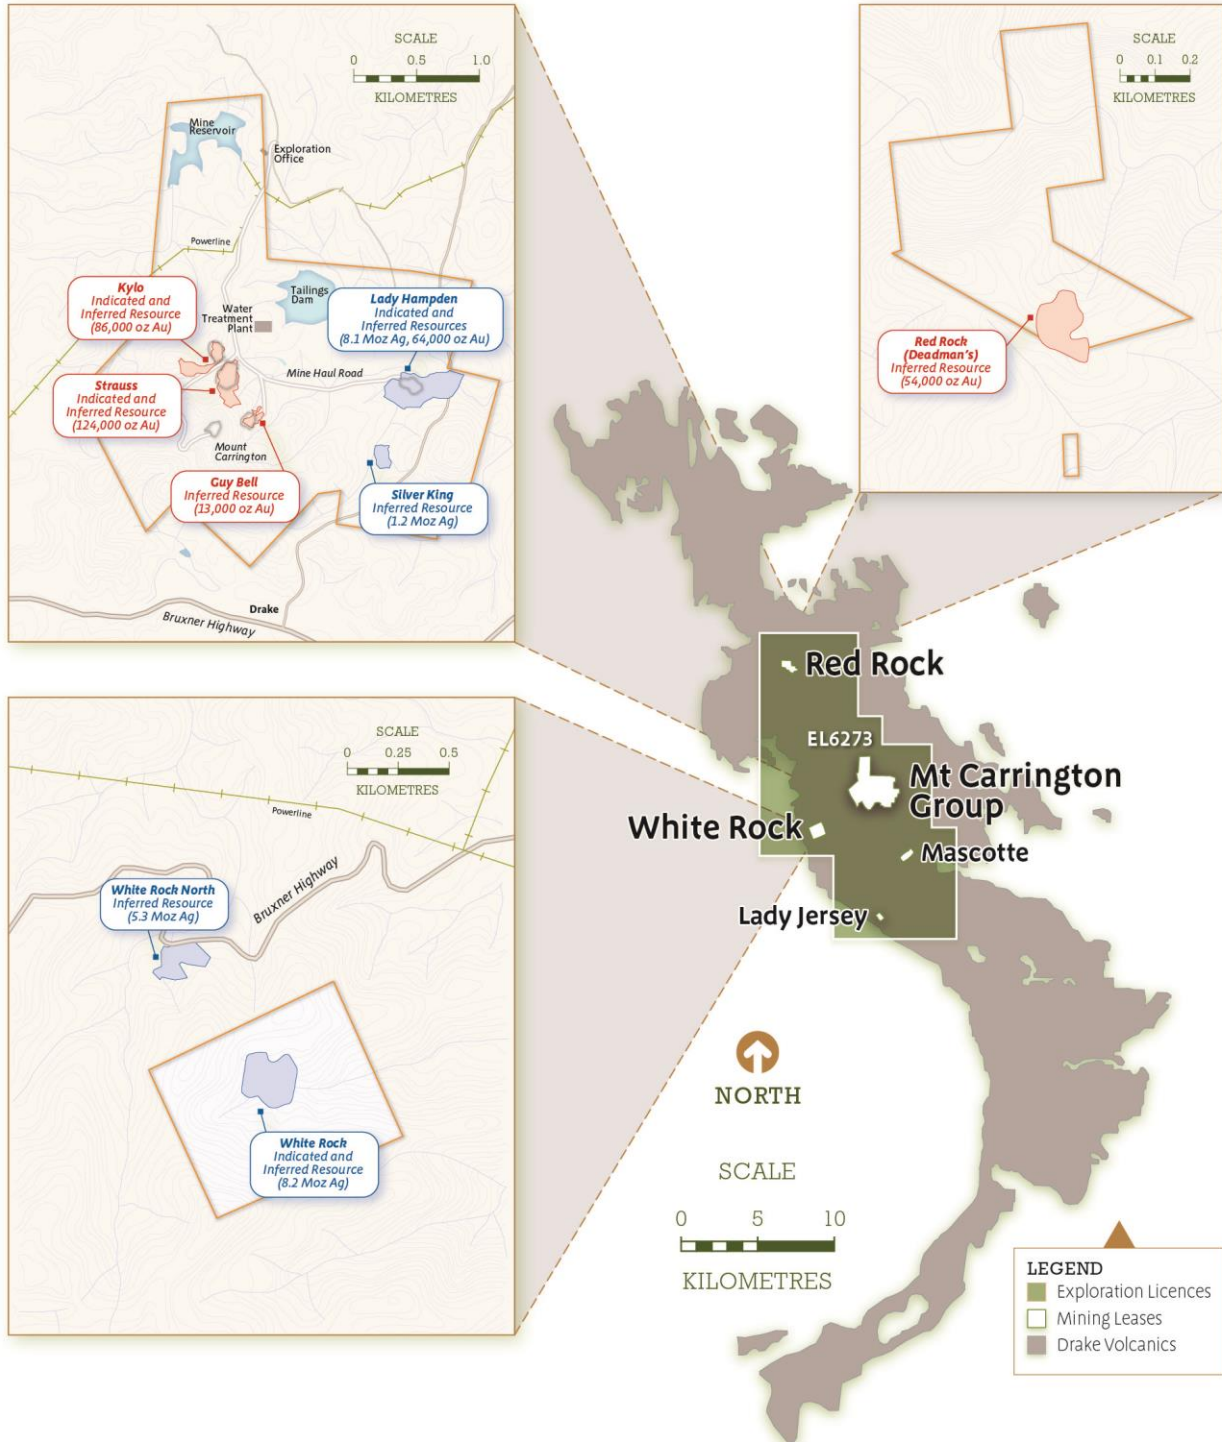 SCALE
0 0.5 1.0
KILOMETRES
Mine
Reservoir
Exploration
Office
Powerline
Kylo
Indicated and
Inferred Resource
(86,000 oz Au)
Tailings
Dam
Water
Treatment
Plant
Lady Hampden
Indicated and
Inferred Resources
(8.1 Moz Ag, 64,000 oz Au)
Mine Haul Road
Strauss
Indicated and
Inferred Resource
(124,000 oz Au)
Mount
Carrington
Guy Bell
Inferred Resource
(13,000 oz Au)
Silver King
Inferred Resource
(1.2 Moz Ag)
Drake
Bruxner Highway
SCALE
0 0.1 0.2
KILOMETRES
Red Rock
(Deadman's)
Inferred Resource
(54,000 oz Au)
SCALE
0 0.25 0.5
KILOMETRES
Powerline
Bruxner Highway
White Rock North
Inferred Resource
(5.3 Moz Ag)
White Rock
Indicated and
Inferred Resource
(8.2 Moz Ag)
Red Rock
EL6273
Mt Carrington
Group
White Rock
Mascotte
Lady Jersey
NORTH
SCALE
0 5 10
KILOMETRES
LEGEND
Exploration Licences
Mining Leases
Drake Volcanics